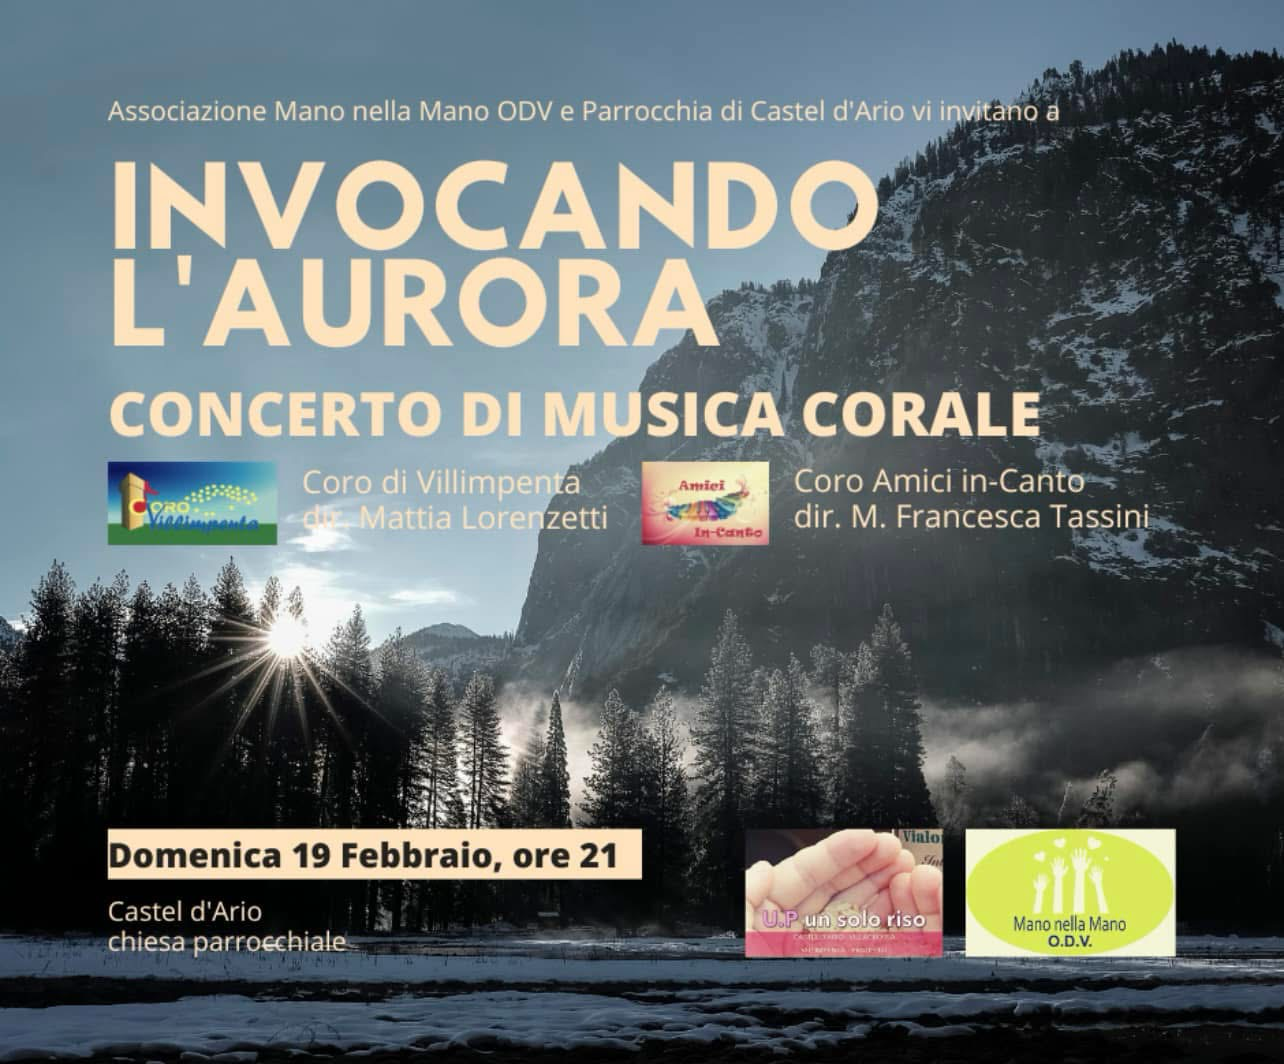 Associazione Mano nella Mano ODV e Parrocchia di Castel d'Ario vi invitano a
INVOCANDO
L'AURORA
CONCERTO DI MUSICA CORALE
CORO
Villimpenta
Coro di Villimpenta
dir. Mattia Lorenzetti
Amici
In-Canto
Coro Amici in-Canto
dir. M. Francesca Tassini
Domenica 19 Febbraio, ore 21
Castel d'Ario
chiesa parrocchiale
U.P un solo riso
Mano nella Mano
O.D.V.